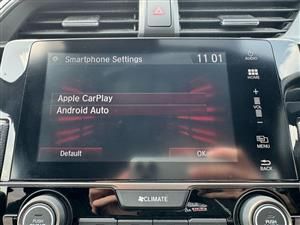 Smartphone Settings
11 01
AUDIO
HOME
Apple CarPlay
Android Auto
+
VOL
−
MENU
Default
OK
BACK
CLIMATE
PUSH
PUSH